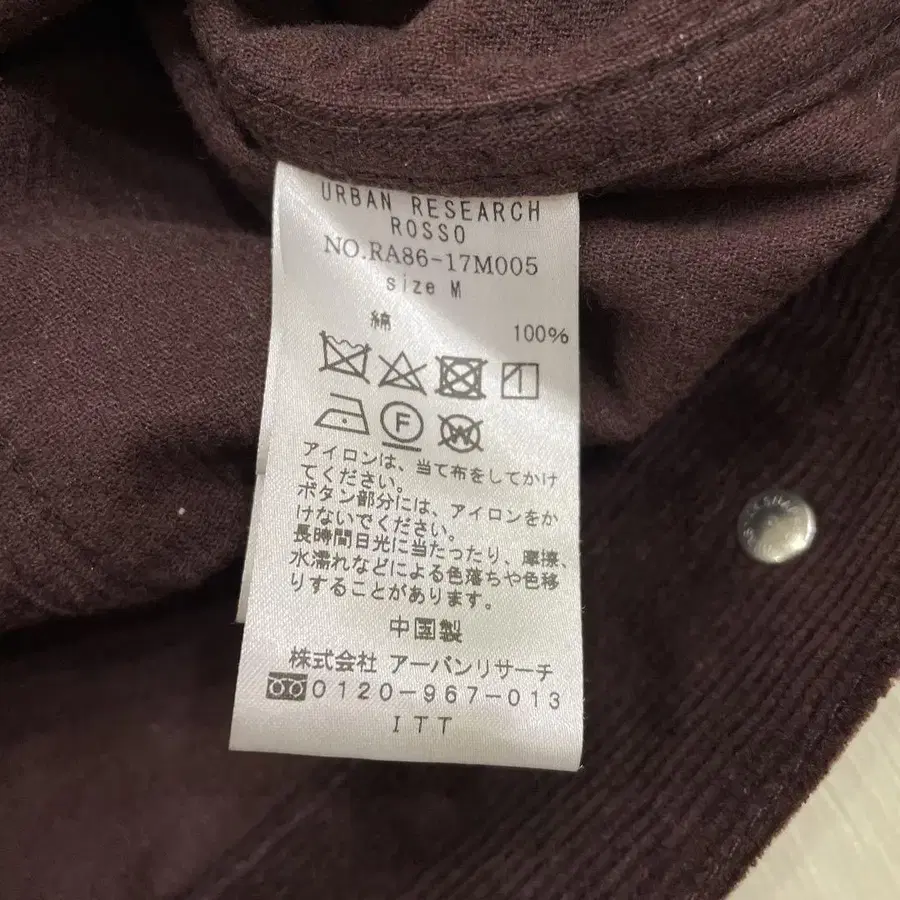 URBAN RESEARCH
ROSSO
NO.RA86-17M005
size M
綿 100%
F W
アイロンは、当て布をしてかけ
てください。
ボタン部分には、アイロンをか
けないでください。
長時間日光に当たったり、摩擦、
水濡れなどによる色落ちや色移
りすることがあります。
中国製
株式会社 アーバンリサーチ
0120-967-013
ITT